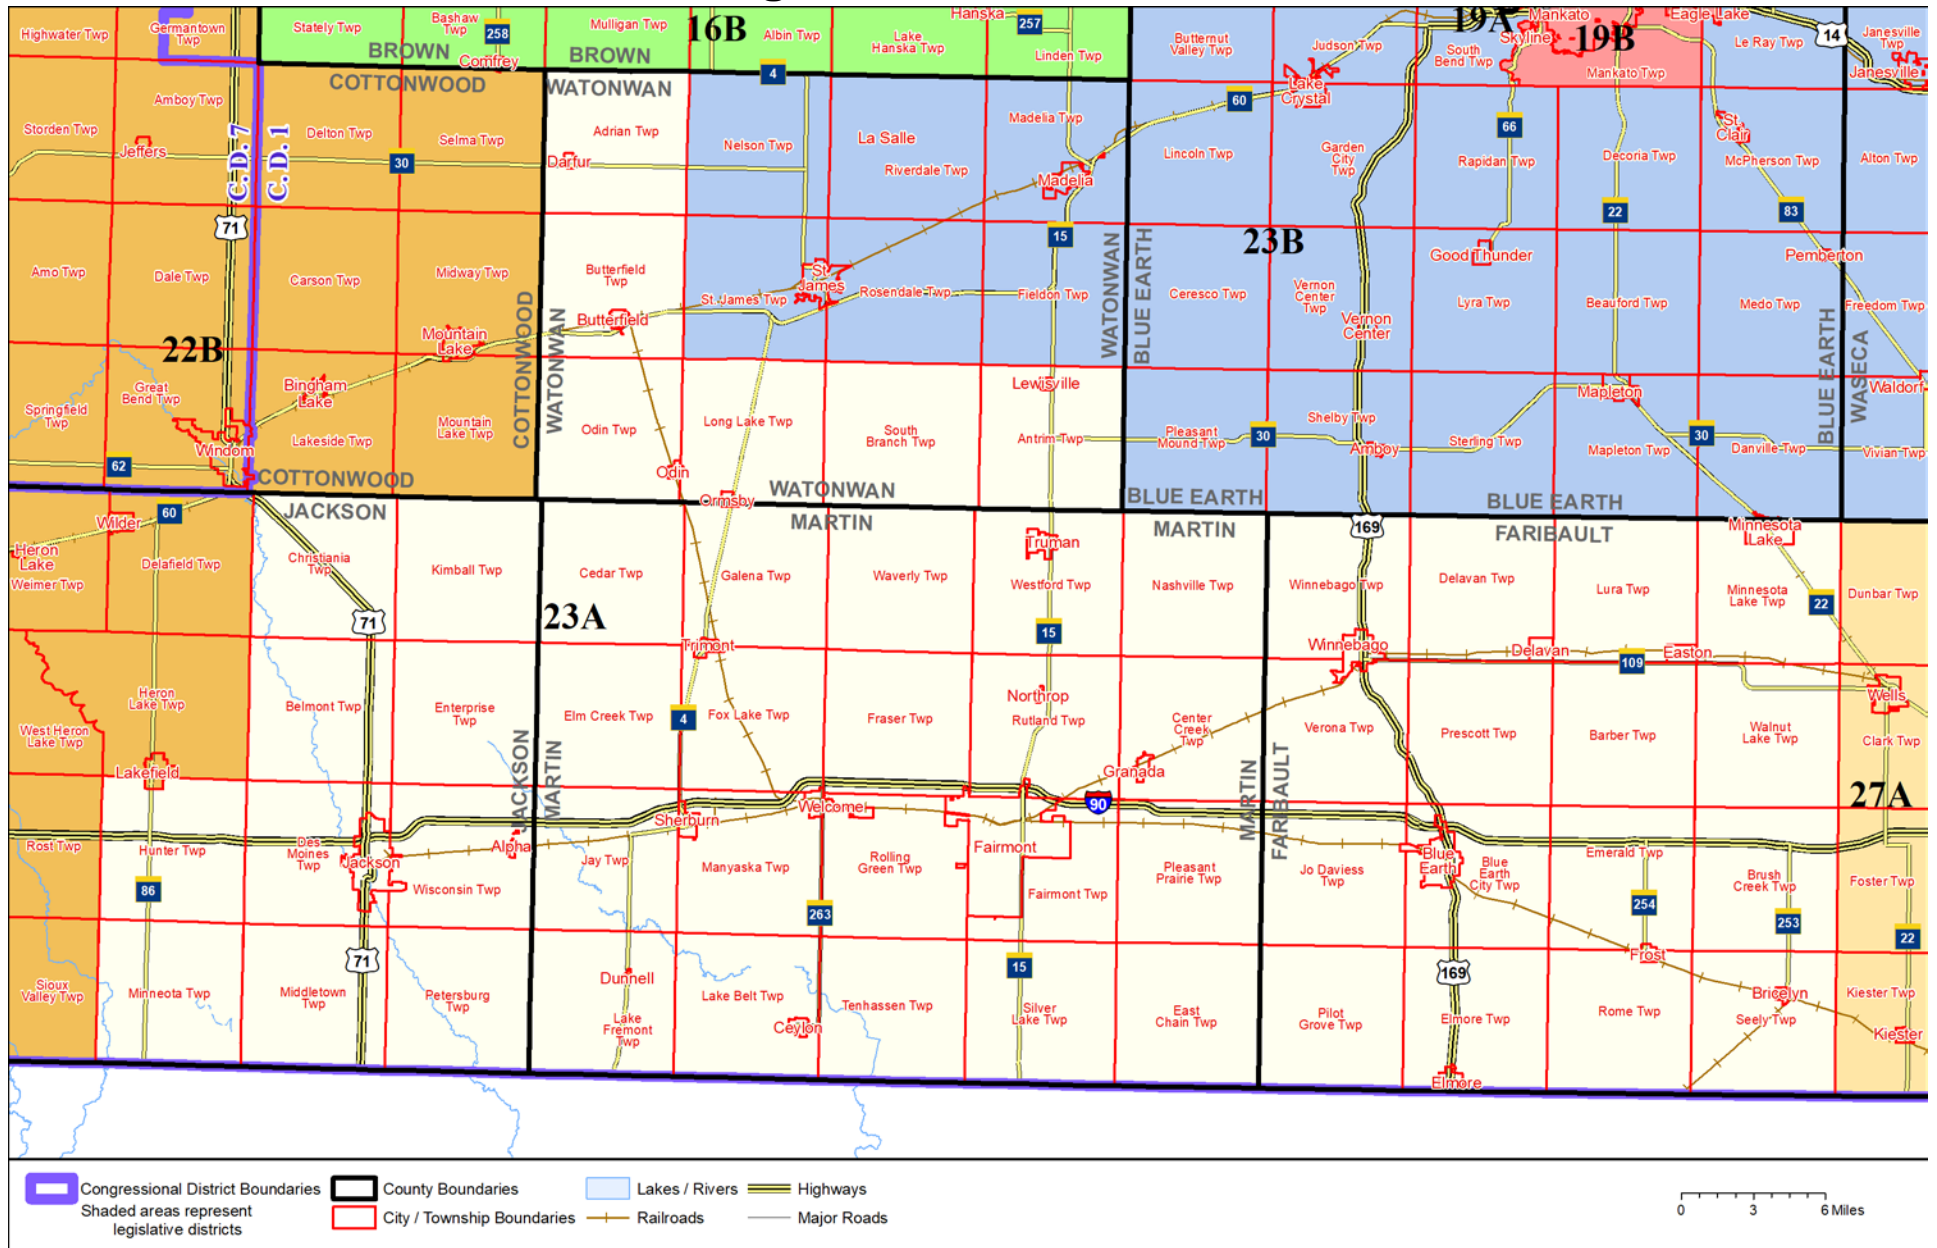 Highwater Twp
Germantown
Twp
Stately Twp
Bashaw
Twp
258
Mulligan Twp
16B
Albin Twp
Lake
Hanska Twp
Hanska
257
Linden Twp
BROWN
BROWN
Comfrey
Butternut
Valley Twp
Judson Twp
19A
South
Bend Twp
Skyline
Mankato
19B
Mankato Twp
Eagle Lake
Le Ray Twp
14
Janesville
Twp
Janesville
COTTONWOOD
WATONWAN
4
60
Lake
Crystal
Amboy Twp
Storden Twp
Jeffers
C.D. 7
C.D. 1
Delton Twp
30
Selma Twp
Adrian Twp
Darfur
Nelson Twp
La Salle
Riverdale Twp
Madelia Twp
Madelia
Lincoln Twp
Garden
City
Twp
66
Rapidan Twp
Decoria Twp
St.
Clair
McPherson Twp
Alton Twp
71
15
22
83
23B
Good Thunder
Pemberton
Amo Twp
Dale Twp
Carson Twp
Midway Twp
Butterfield
Twp
St.
James
St. James Twp
Rosendale Twp
Fieldon Twp
WATONWAN
BLUE EARTH
Ceresco Twp
Vernon
Center
Twp
Lyra Twp
Beauford Twp
Medo Twp
Freedom Twp
COTTONWOOD
WATONWAN
Butterfield
Vernon
Center
BLUE EARTH
WASECA
22B
Mountain
Lake
Great
Bend Twp
Bingham
Lake
Lewisville
Mapleton
Waldorf
Springfield
Twp
Windom
Lakeside Twp
Mountain
Lake Twp
Odin Twp
Long Lake Twp
South
Branch Twp
Antrim Twp
Pleasant
Mound Twp
30
Shelby Twp
Amboy
Sterling Twp
Mapleton Twp
30
Danville Twp
Vivian Twp
62
COTTONWOOD
Odin
Ormsby
WATONWAN
BLUE EARTH
BLUE EARTH
60
Wilder
JACKSON
MARTIN
MARTIN
169
FARIBAULT
Minnesota
Lake
Heron
Lake
Weimer Twp
Delafield Twp
Christiania
Twp
Kimball Twp
Cedar Twp
Galena Twp
Waverly Twp
Truman
Westford Twp
Nashville Twp
Winnebago Twp
Delavan Twp
Lura Twp
Minnesota
Lake Twp
22
Dunbar Twp
71
23A
15
Trimont
Winnebago
Delavan
109
Easton
Wells
Heron
Lake Twp
West Heron
Lake Twp
Belmont Twp
Enterprise
Twp
Elm Creek Twp
4
Fox Lake Twp
Fraser Twp
Northrop
Rutland Twp
Center
Creek
Twp
Verona Twp
Prescott Twp
Barber Twp
Walnut
Lake Twp
Clark Twp
JACKSON
MARTIN
MARTIN
FARIBAULT
Lakefield
Granada
27A
Welcome
90
Sherburn
Rost Twp
Hunter Twp
Des
Moines
Twp
Jackson
Alpha
Jay Twp
Manyaska Twp
Rolling
Green Twp
Fairmont
Pleasant
Prairie Twp
Jo Daviess
Twp
Blue
Earth
Blue
Earth
City Twp
Emerald Twp
Brush
Creek Twp
Foster Twp
86
Wisconsin Twp
263
Fairmont Twp
254
253
22
71
15
169
Frost
Sioux
Valley Twp
Minneota Twp
Middletown
Twp
Petersburg
Twp
Dunnell
Lake
Fremont
Twp
Lake Belt Twp
Ceylon
Tenhassen Twp
Silver
Lake Twp
East
Chain Twp
Pilot
Grove Twp
Elmore Twp
Rome Twp
Bricelyn
Seely Twp
Kiester Twp
Kiester
Elmore
Congressional District Boundaries
Shaded areas represent
legislative districts
County Boundaries
City / Township Boundaries
Lakes / Rivers
Railroads
Highways
Major Roads
0 3 6 Miles